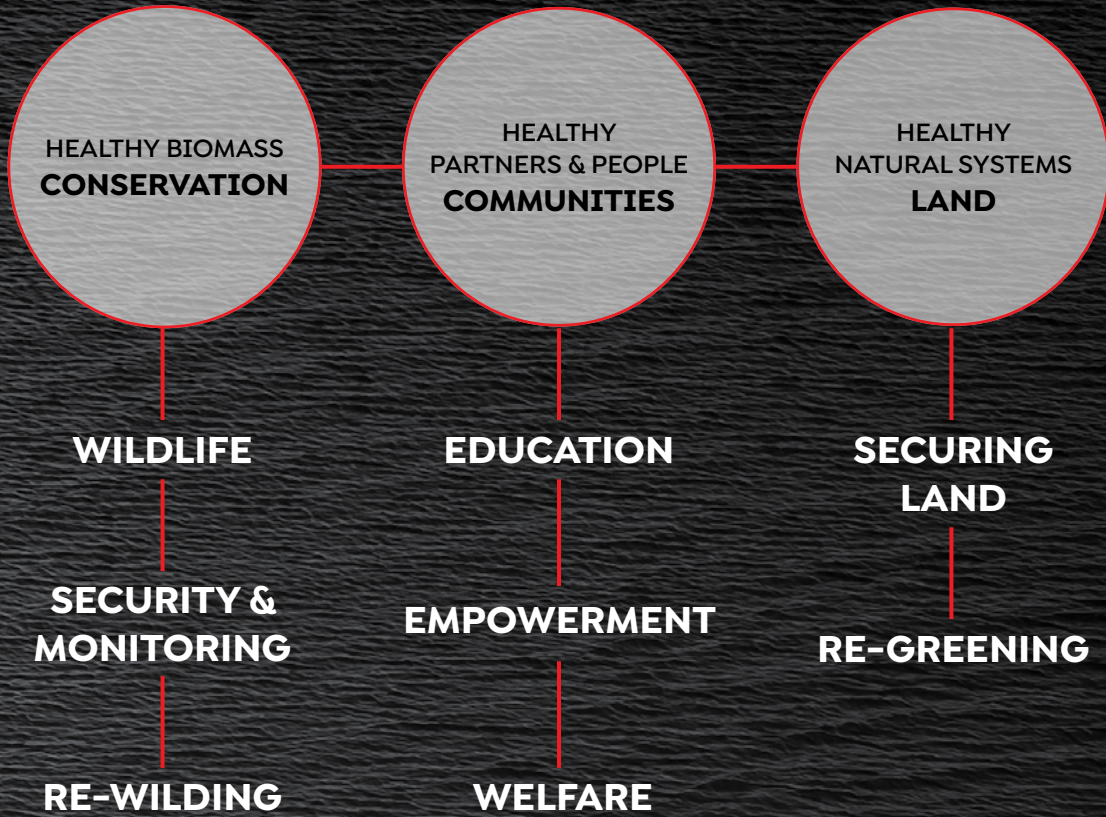 HEALTHY BIOMASS
CONSERVATION
HEALTHY
PARTNERS & PEOPLE
COMMUNITIES
HEALTHY
NATURAL SYSTEMS
LAND
WILDLIFE
SECURITY &
MONITORING
RE-WILDING
EDUCATION
EMPOWERMENT
WELFARE
SECURING
LAND
RE-GREENING